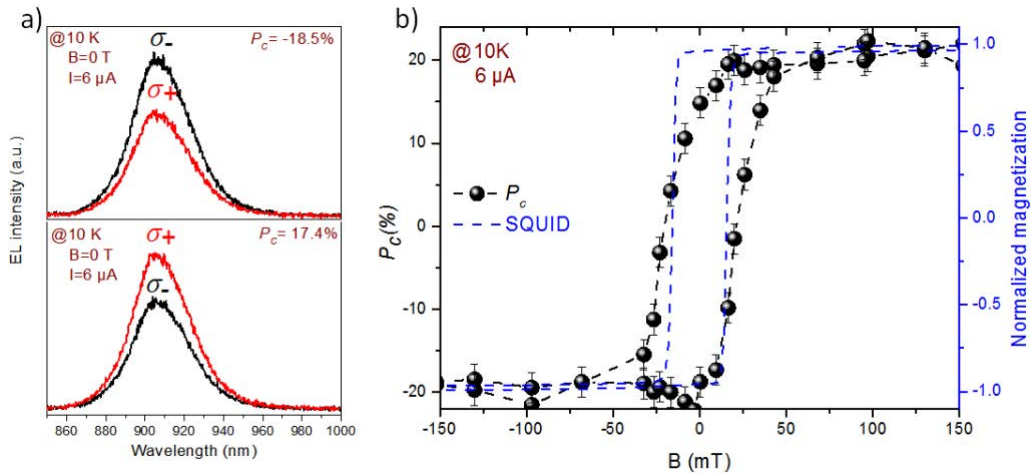 a)
@10 K
B=0 T
I=6 µA
σ-
σ+
Pc= -18.5%
@10 K
B=0 T
I=6 µA
σ+
σ-
Pc= 17.4%
EL intensity (a.u.)
860 880 900 920 940 960 980 1000
Wavelength (nm)
b)
@10K
6 µA
Pc
SQUID
Pc(%)
20
10
0
-10
-20
-150 -100 -50 0 50 100 150
B (mT)
1.0
0.5
0.0
-0.5
-1.0
Normalized magnetization